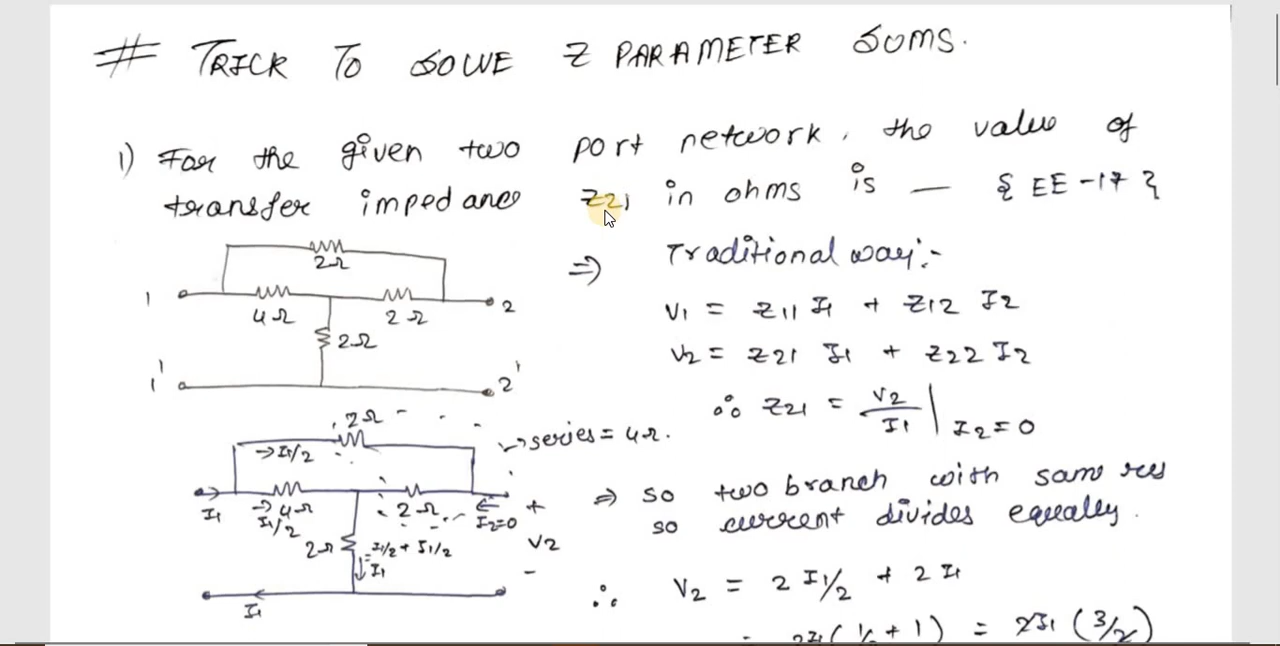 # TRICK TO SOLVE Z PARAMETER SUMS.
1) For the given two port network, the value of
transfer impedance Z21 in ohms is — { EE -17 }
2Ω
1 4Ω 2Ω 2
2Ω
1' 2'
⇒ Traditional way:-
V1 = Z11 I1 + Z12 I2
V2 = Z21 I1 + Z22 I2
∴ Z21 = V2/I1 | I2=0
2Ω
→series = 4Ω.
→I1/2
I1 → 4Ω I1/2 2Ω ← I2=0 + V2 -
2Ω = I1/2 + I1/2
↓ I1
I1
⇒ so two branch with same res
so current divides equally.
∴ V2 = 2 I1/2 + 2 I1
= 2I1 ( 1/2 + 1 ) = 2I1 ( 3/2 )